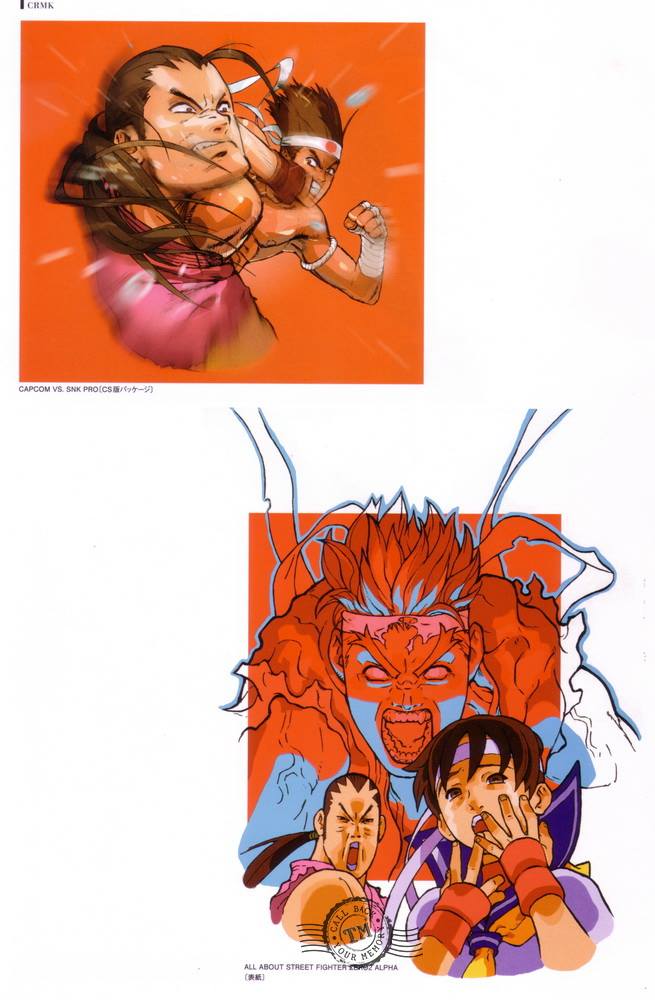 CRMK
CAPCOM VS. SNK PRO〔CS版パッケージ〕
CALL BACK
TM
YOUR MEMORY
ALL ABOUT STREET FIGHTER ZERO2 ALPHA
〔表紙〕